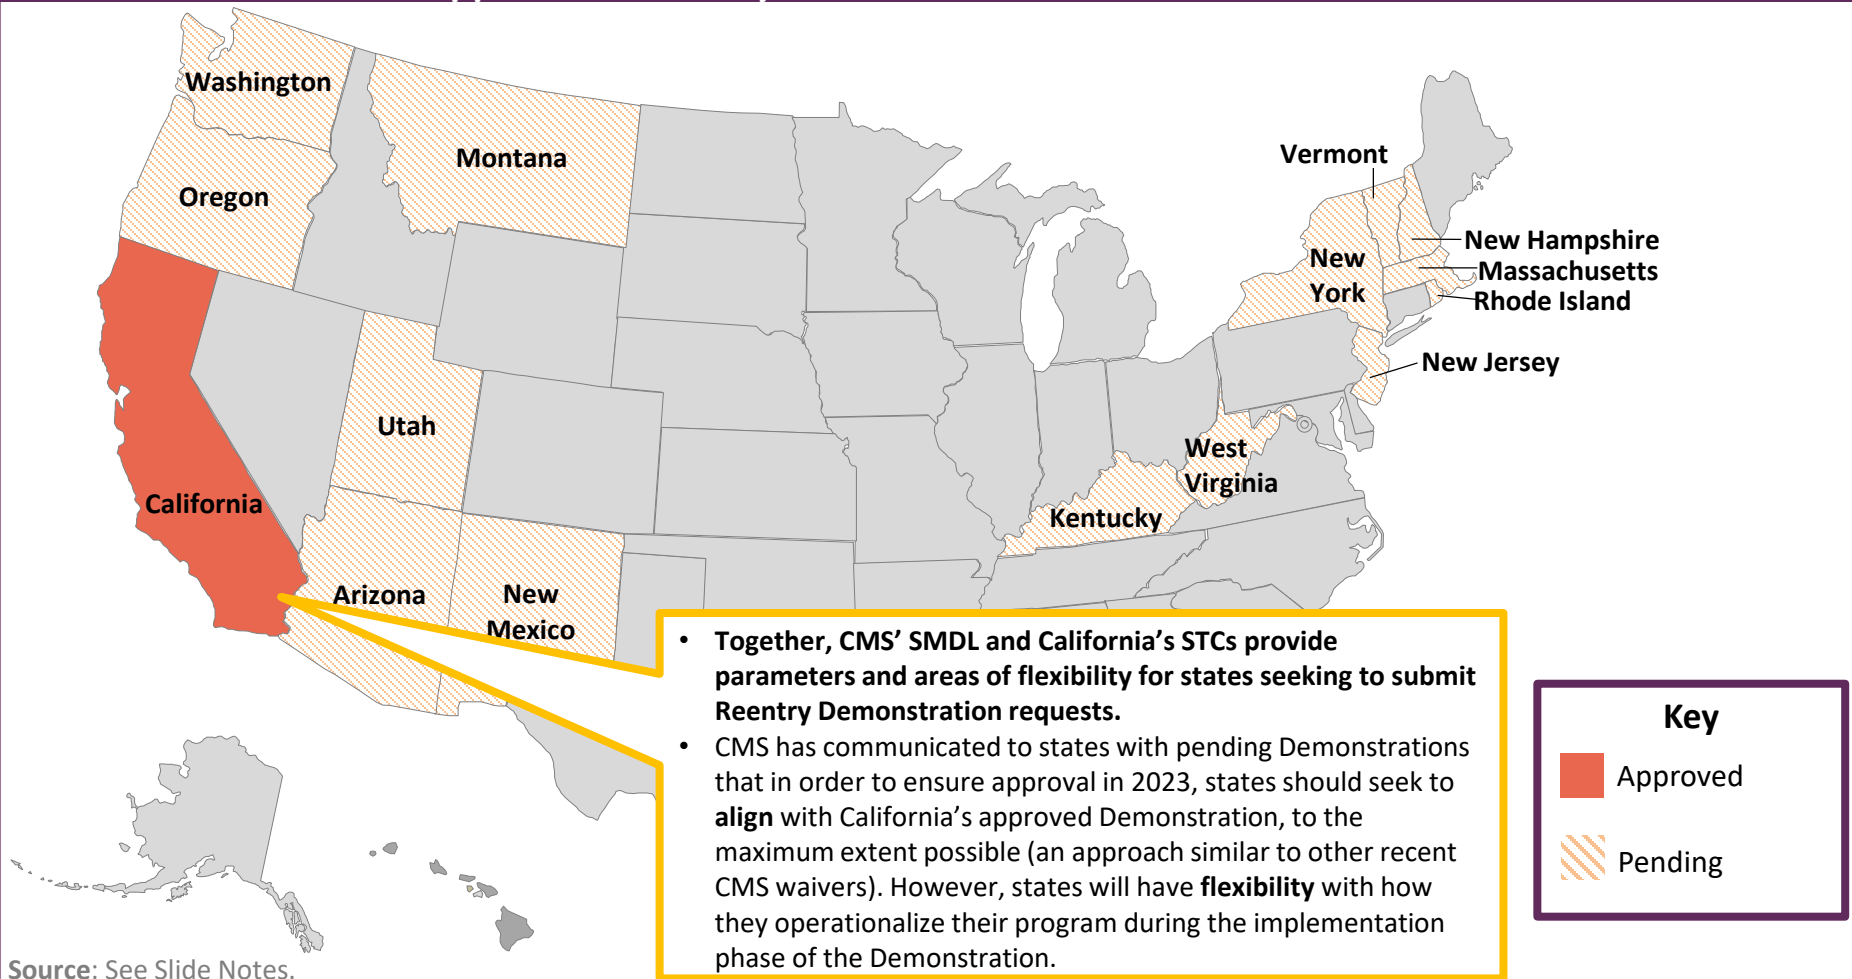 Washington
Montana
Oregon
Vermont
New Hampshire
New
York
Massachusetts
Rhode Island
New Jersey
Utah
West
Virginia
California
Kentucky
Arizona
New
Mexico
• Together, CMS’ SMDL and California’s STCs provide
parameters and areas of flexibility for states seeking to submit
Reentry Demonstration requests.
• CMS has communicated to states with pending Demonstrations
that in order to ensure approval in 2023, states should seek to
align with California’s approved Demonstration, to the
maximum extent possible (an approach similar to other recent
CMS waivers). However, states will have flexibility with how
they operationalize their program during the implementation
phase of the Demonstration.
Key
Approved
Pending
Source: See Slide Notes.